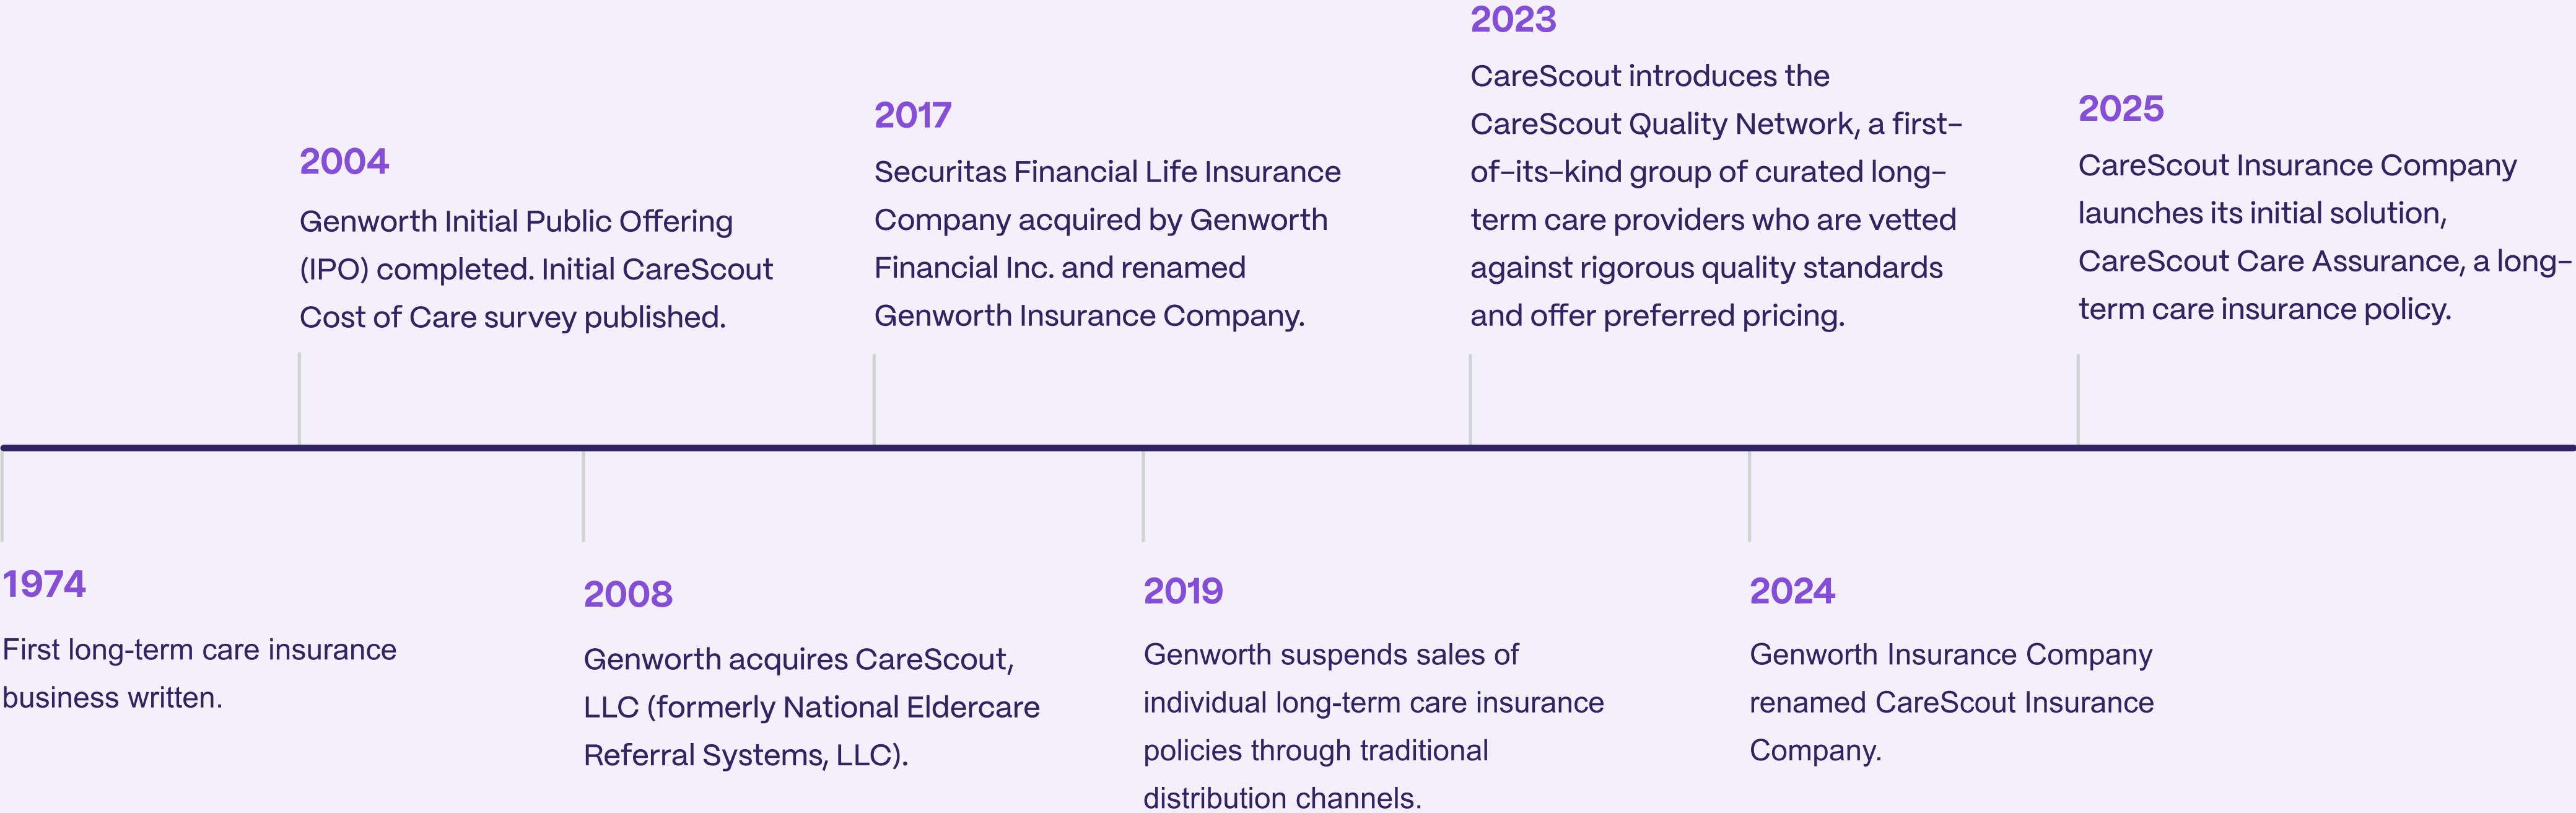 2023
CareScout introduces the
CareScout Quality Network, a first-
of-its-kind group of curated long-
term care providers who are vetted
against rigorous quality standards
and offer preferred pricing.
2017
Securitas Financial Life Insurance
Company acquired by Genworth
Financial Inc. and renamed
Genworth Insurance Company.
2025
CareScout Insurance Company
launches its initial solution,
CareScout Care Assurance, a long-
term care insurance policy.
2004
Genworth Initial Public Offering
(IPO) completed. Initial CareScout
Cost of Care survey published.
1974
First long-term care insurance
business written.
2008
Genworth acquires CareScout,
LLC (formerly National Eldercare
Referral Systems, LLC).
2019
Genworth suspends sales of
individual long-term care insurance
policies through traditional
distribution channels.
2024
Genworth Insurance Company
renamed CareScout Insurance
Company.